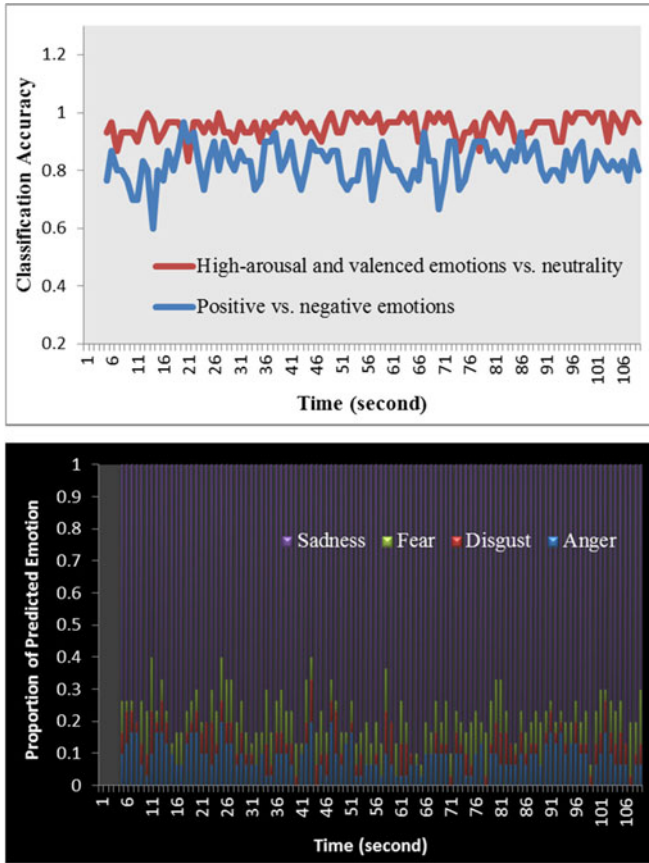 Classification Accuracy
1.2
1
0.8
0.6
0.4
0.2
High-arousal and valenced emotions vs. neutrality
Positive vs. negative emotions
1 6 11 16 21 26 31 36 41 46 51 56 61 66 71 76 81 86 91 96 101 106
Time (second)
Proportion of Predicted Emotion
1
0.9
0.8
0.7
0.6
0.5
0.4
0.3
0.2
0.1
0
Sadness Fear Disgust Anger
1 6 11 16 21 26 31 36 41 46 51 56 61 66 71 76 81 86 91 96 101 106
Time (second)